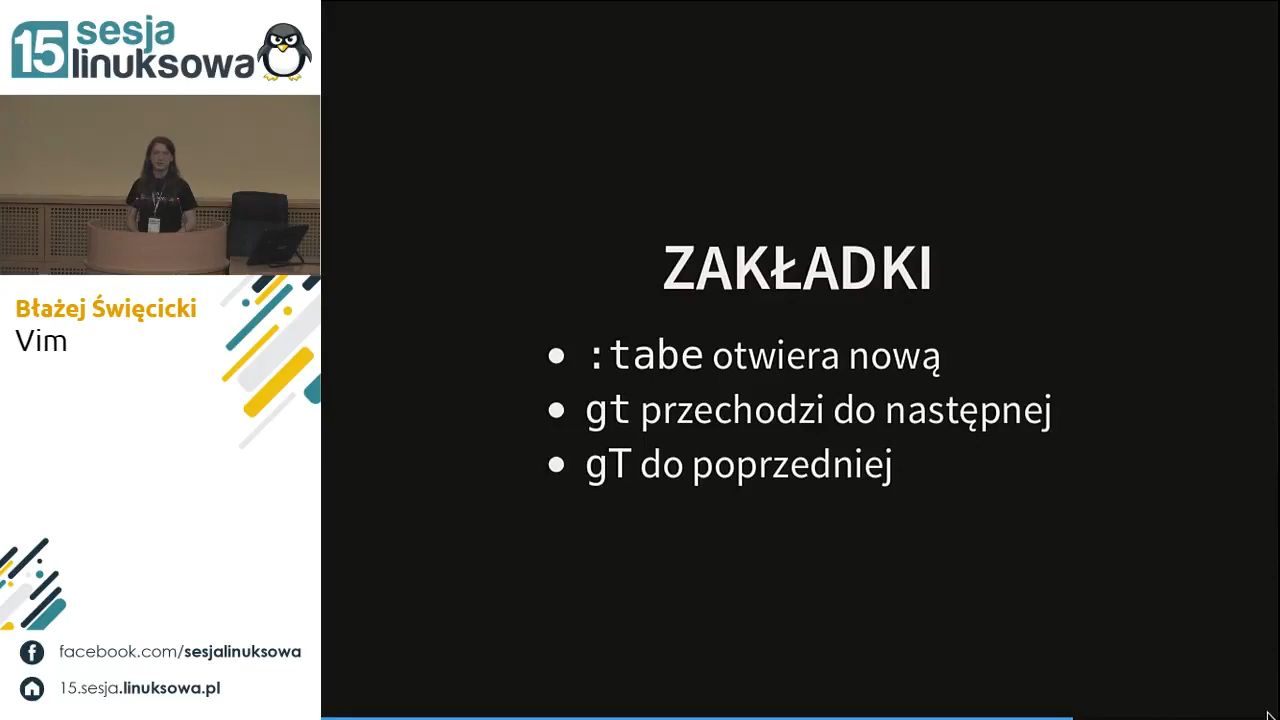 15 sesja
linuksowa
Błażej Święcicki
Vim
facebook.com/sesjalinuksowa
15.sesja.linuksowa.pl
ZAKŁADKI
• :tabe otwiera nową
• gt przechodzi do następnej
• gT do poprzedniej